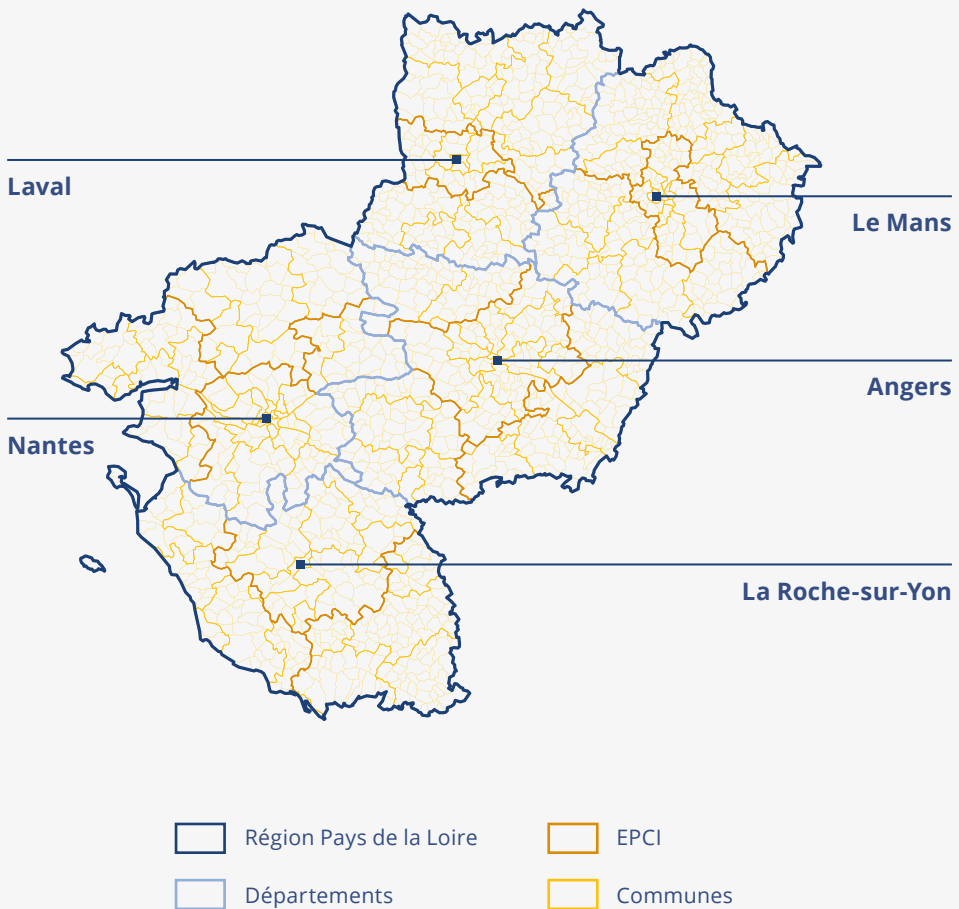 Laval
Le Mans
Angers
Nantes
La Roche-sur-Yon
Région Pays de la Loire
EPCI
Départements
Communes